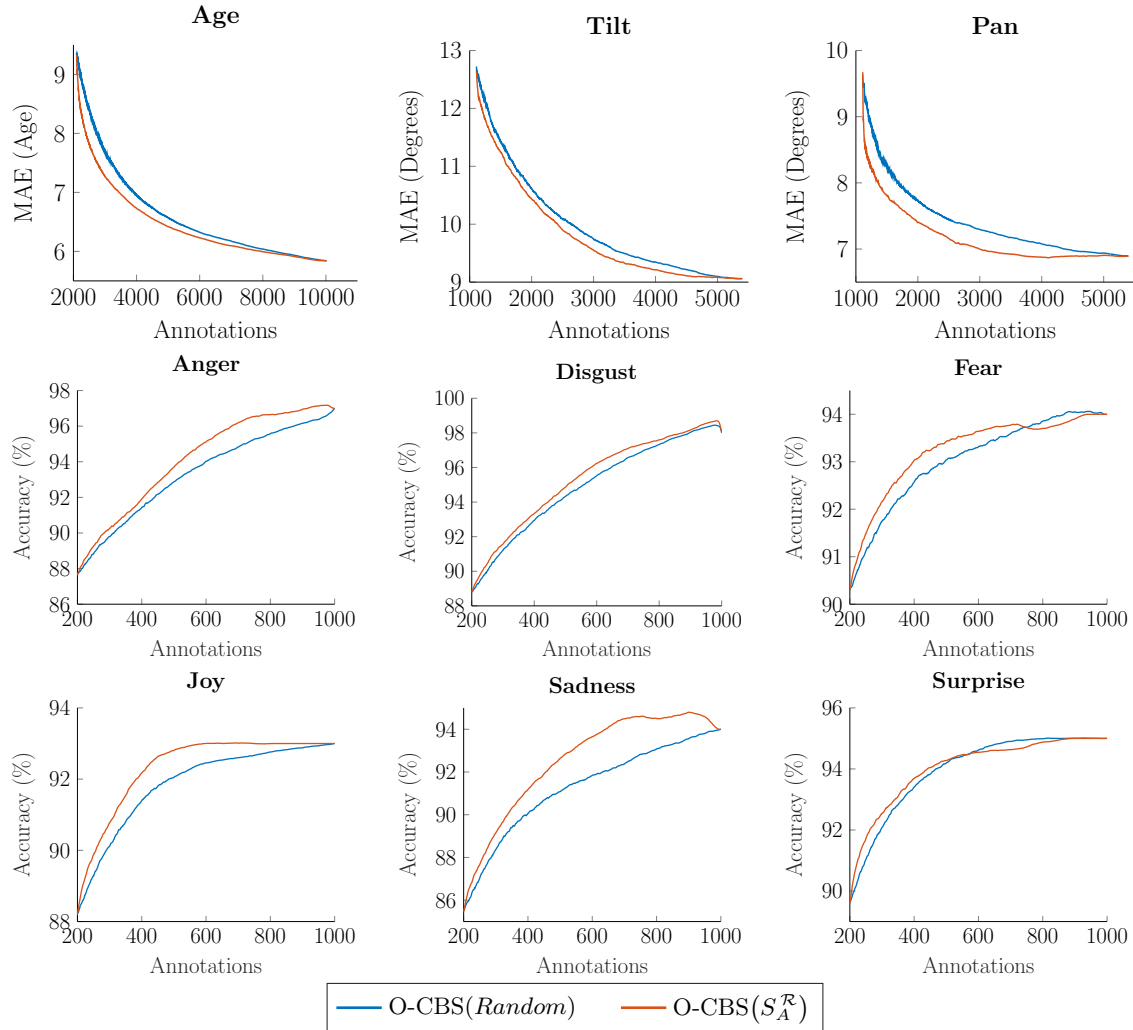 Age
Tilt
Pan
MAE (Age)
9
8
7
6
2000 4000 6000 8000 10000
Annotations
MAE (Degrees)
13
12
11
10
9
1000 2000 3000 4000 5000
Annotations
MAE (Degrees)
10
9
8
7
1000 2000 3000 4000 5000
Annotations
Anger
Disgust
Fear
Accuracy (%)
98
96
94
92
90
88
86
200 400 600 800 1000
Annotations
Accuracy (%)
100
98
96
94
92
90
88
200 400 600 800 1000
Annotations
Accuracy (%)
94
93
92
91
90
200 400 600 800 1000
Annotations
Joy
Sadness
Surprise
Accuracy (%)
94
92
90
88
200 400 600 800 1000
Annotations
Accuracy (%)
94
92
90
88
86
200 400 600 800 1000
Annotations
Accuracy (%)
96
94
92
90
200 400 600 800 1000
Annotations
O-CBS(Random) O-CBS(S_A^ℛ)